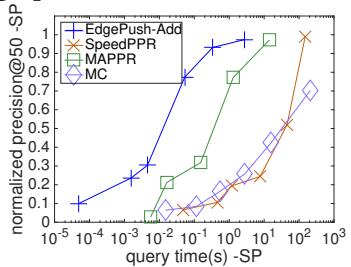 EdgePush-Add
SpeedPPR
MAPPR
MC
normalized precision@50 -SP
1
0.9
0.8
0.7
0.6
0.5
0.4
0.3
0.2
0.1
0
10^-5 10^-4 10^-3 10^-2 10^-1 10^0 10^1 10^2 10^3
query time(s) -SP